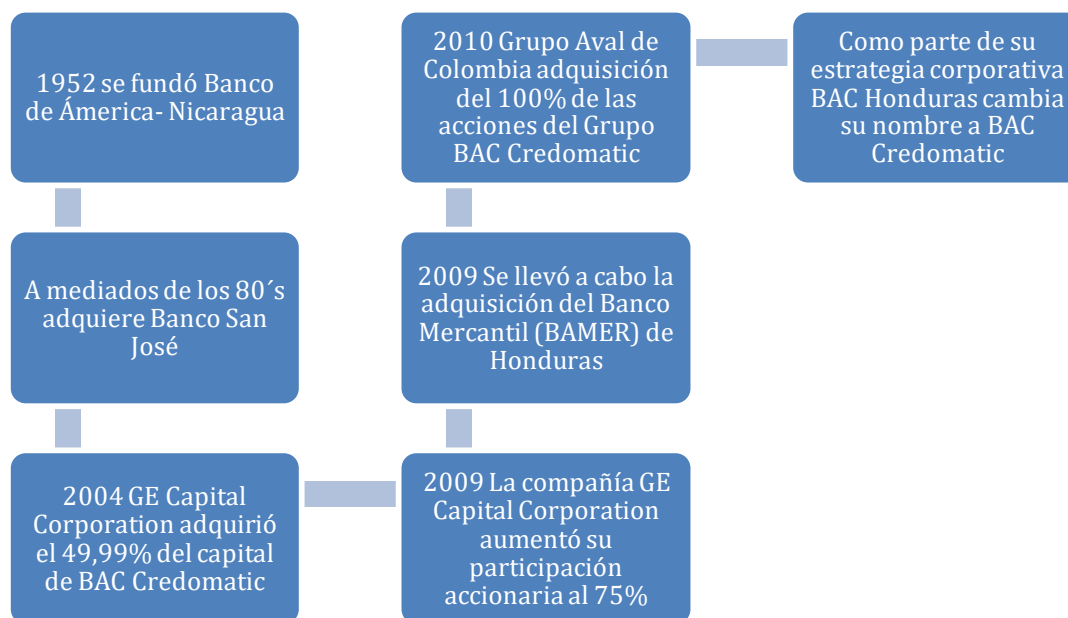 1952 se fundó Banco
de Ámerica- Nicaragua
A mediados de los 80´s
adquiere Banco San
José
2004 GE Capital
Corporation adquirió
el 49,99% del capital
de BAC Credomatic
2009 La compañía GE
Capital Corporation
aumentó su
participación
accionaria al 75%
2009 Se llevó a cabo la
adquisición del Banco
Mercantil (BAMER) de
Honduras
2010 Grupo Aval de
Colombia adquisición
del 100% de las
acciones del Grupo
BAC Credomatic
Como parte de su
estrategia corporativa
BAC Honduras cambia
su nombre a BAC
Credomatic